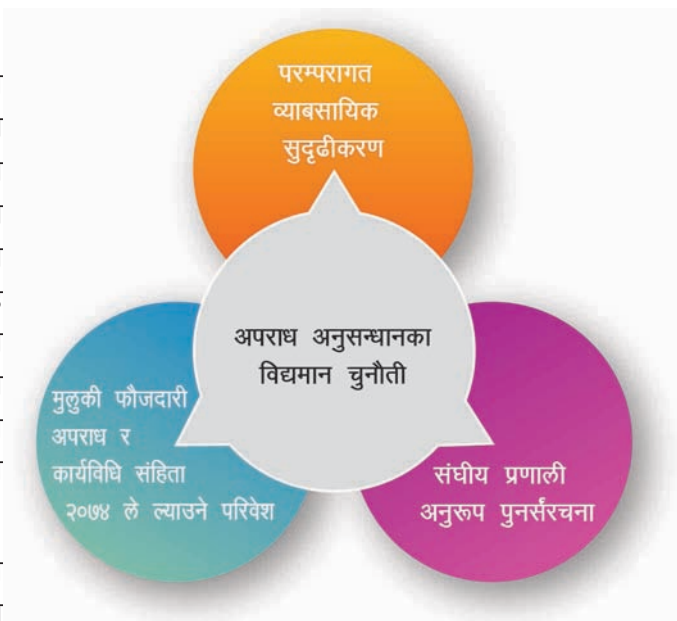 परम्परागत
व्याबसायिक
सुदृढीकरण
अपराध अनुसन्धानका
विद्यमान चुनौती
मुलुकी फौजदारी
अपराध र
कार्यविधि संहिता
२०७४ ले ल्याउने परिवेश
संघीय प्रणाली
अनुरूप पुनर्संरचना